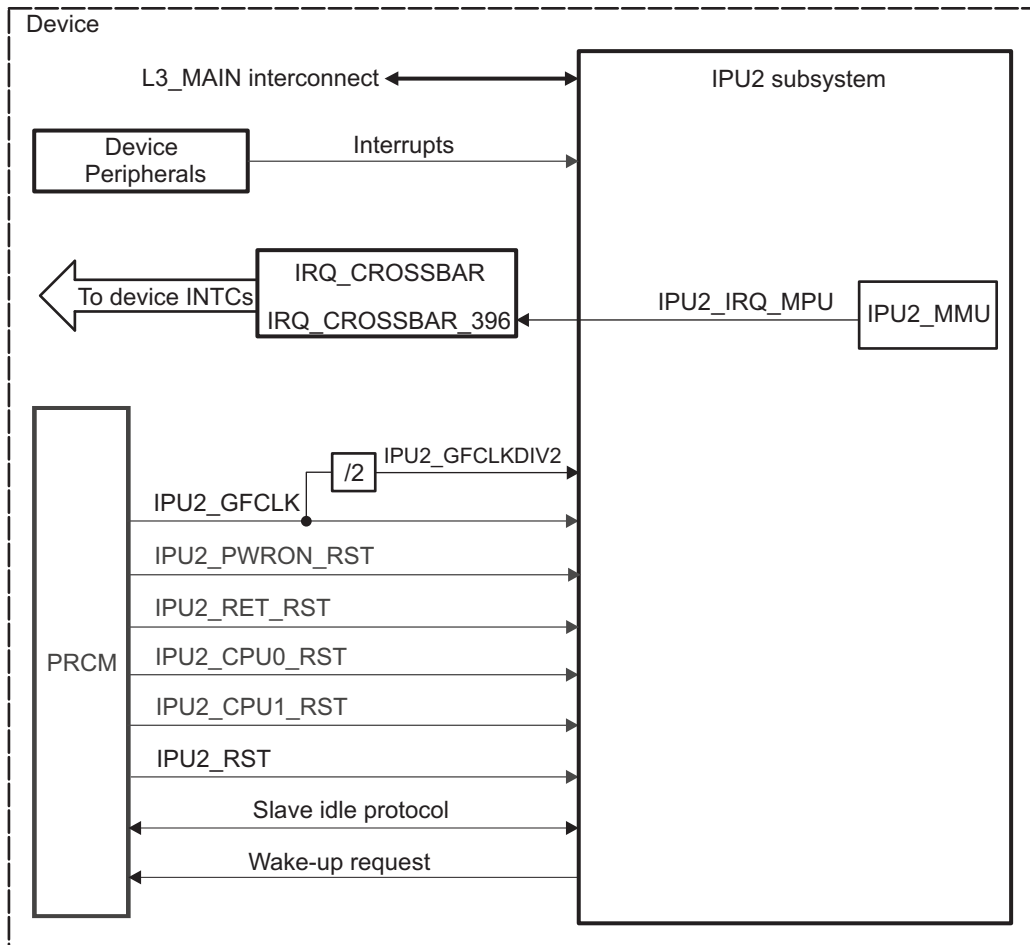 Device
L3_MAIN interconnect
IPU2 subsystem
Device
Peripherals
Interrupts
IRQ_CROSSBAR
To device INTCs
IRQ_CROSSBAR_396
IPU2_IRQ_MPU
IPU2_MMU
/2
IPU2_GFCLKDIV2
IPU2_GFCLK
IPU2_PWRON_RST
IPU2_RET_RST
PRCM
IPU2_CPU0_RST
IPU2_CPU1_RST
IPU2_RST
Slave idle protocol
Wake-up request